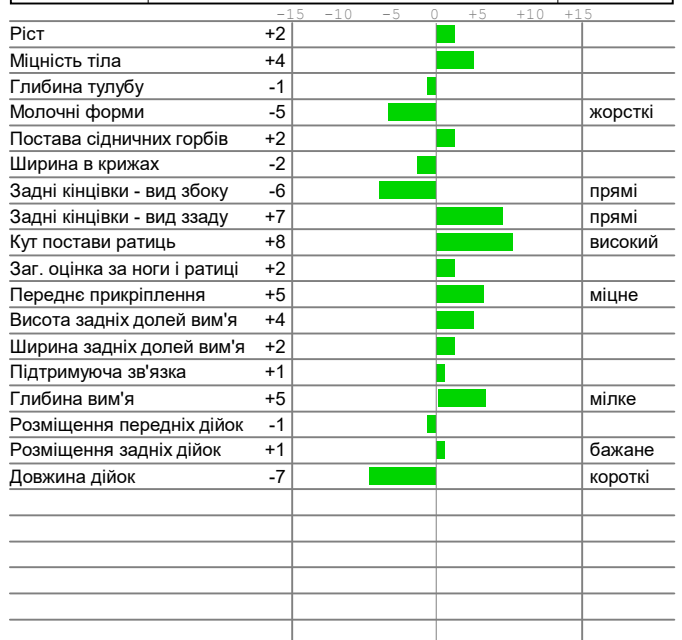 -15 -10 -5 0 +5 +10 +15
Ріст +2
Міцність тіла +4
Глибина тулубу -1
Молочні форми -5 жорсткі
Постава сідничних горбів +2
Ширина в крижах -2
Задні кінцівки - вид збоку -6 прямі
Задні кінцівки - вид ззаду +7 прямі
Кут постави ратиць +8 високий
Заг. оцінка за ноги і ратиці +2
Переднє прикріплення +5 міцне
Висота задніх долей вим'я +4
Ширина задніх долей вим'я +2
Підтримуюча зв'язка +1
Глибина вим'я +5 мілке
Розміщення передніх дійок -1
Розміщення задніх дійок +1 бажане
Довжина дійок -7 короткі